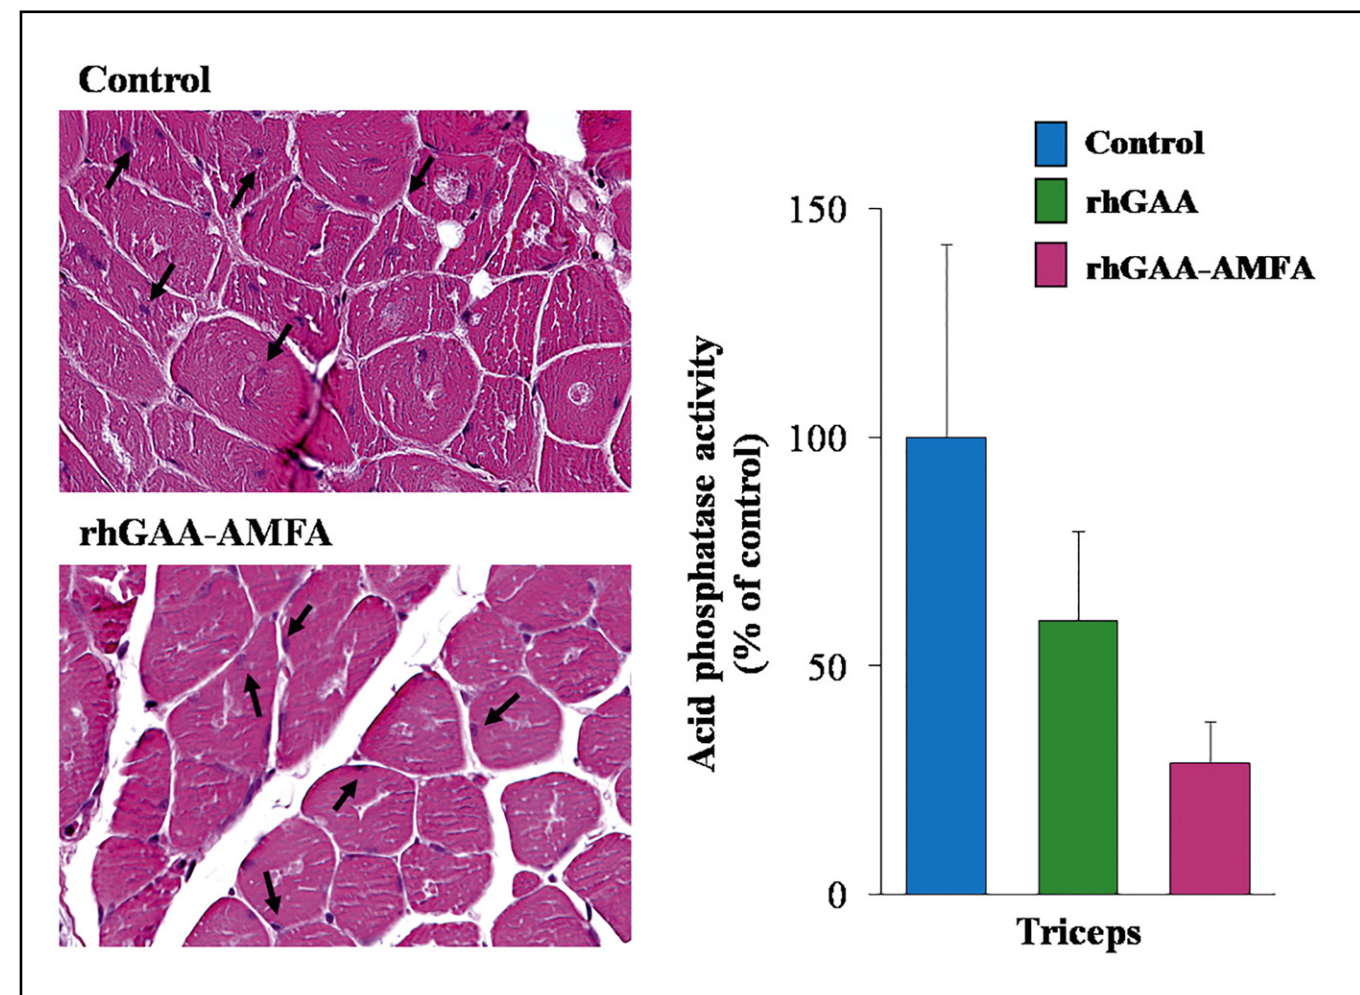 Control
rhGAA-AMFA
Control
rhGAA
rhGAA-AMFA
Acid phosphatase activity
(% of control)
150
100
50
0
Triceps